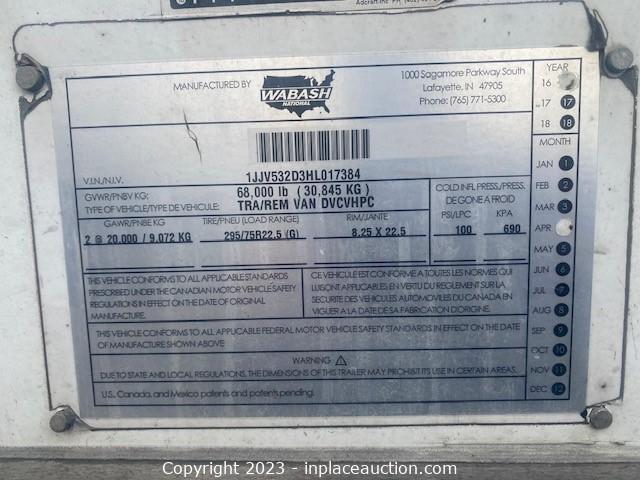 MANUFACTURED BY
WABASH
NATIONAL
1000 Sagamore Parkway South
Lafayette, IN 47905
Phone: (765) 771-5300
YEAR
16
17 17
18 18
MONTH
JAN 1
FEB 2
MAR 3
APR
MAY 5
JUN 6
JUL 7
AUG 8
SEP 9
OCT 10
NOV 11
DEC 12
V.I.N./N.I.V. 1JJV532D3HL017384
GVWR/PNBV KG: 68,000 lb (30,845 KG)
TYPE OF VEHICLE/TYPE DE VEHICULE: TRA/REM VAN DVCVHPC
COLD INFL PRESS./PRESS. DE GONF. A FROID
GAWR/PNBE KG TIRE/PNEU (LOAD RANGE) RIM/JANTE PSI/LPC KPA
2 @ 20,000 / 9,072 KG 295/75R22.5 (G) 8.25 X 22.5 100 690
THIS VEHICLE CONFORMS TO ALL APPLICABLE STANDARDS
PRESCRIBED UNDER THE CANADIAN MOTOR VEHICLE SAFETY
REGULATIONS IN EFFECT ON THE DATE OF ORIGINAL
MANUFACTURE.
CE VEHICULE EST CONFORME A TOUTES LES NORMES QUI
LUI SONT APPLICABLES EN VERTU DU REGLEMENT SUR LA
SECURITE DES VEHICULES AUTOMOBILES DU CANADA EN
VIGUER A LA DATE DE SA FABRICATION D'ORIGINE.
THIS VEHICLE CONFORMS TO ALL APPLICABLE FEDERAL MOTOR VEHICLE SAFETY STANDARDS IN EFFECT ON THE DATE
OF MANUFACTURE SHOWN ABOVE
WARNING
DUE TO STATE AND LOCAL REGULATIONS, THE DIMENSIONS OF THIS TRAILER MAY PROHIBIT ITS USE IN CERTAIN AREAS.
U.S., Canada, and Mexico patents and patents pending.
Copyright 2023 - inplaceauction.com